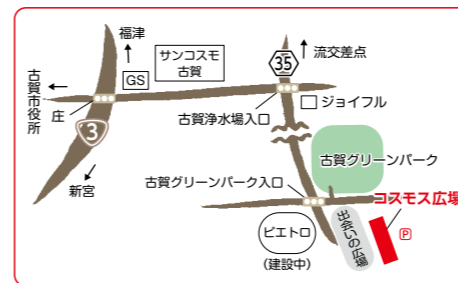 福津
サンコスモ
古賀
GS
35
流交差点
古賀市役所
庄
古賀浄水場入口
ジョイフル
3
新宮
古賀グリーンパーク
古賀グリーンパーク入口
コスモス広場
ピエトロ
(建設中)
出会いの広場
P